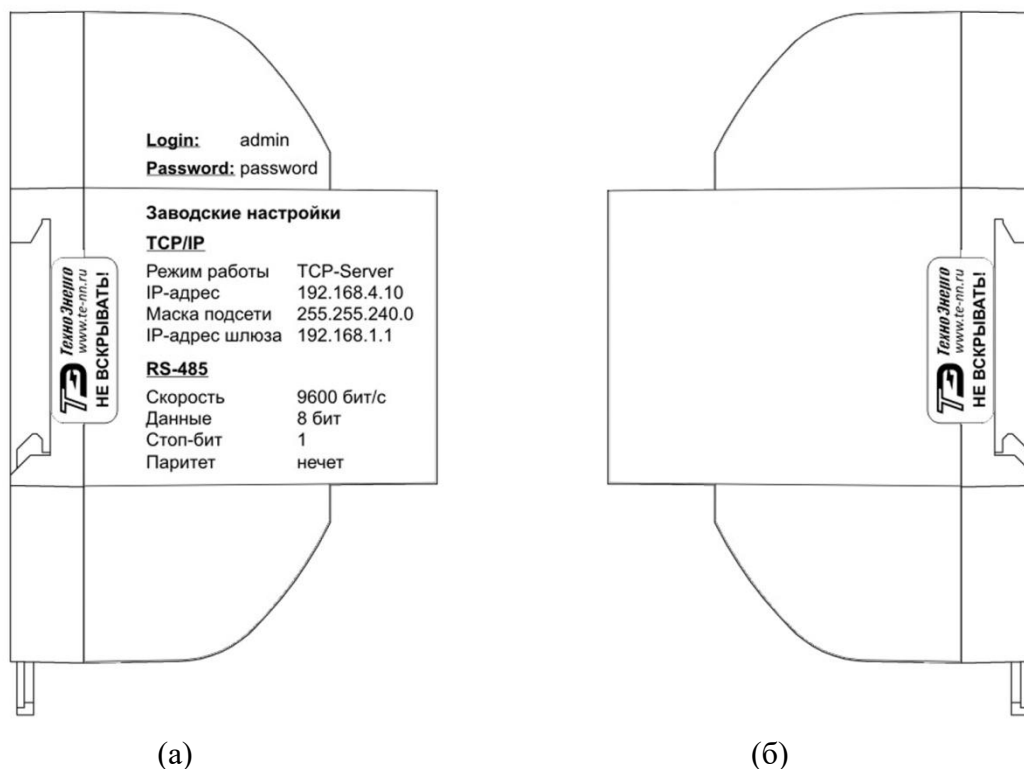 Login: admin
Password: password
Заводские настройки
TCP/IP
Режим работы TCP-Server
IP-адрес 192.168.4.10
Маска подсети 255.255.240.0
IP-адрес шлюза 192.168.1.1
RS-485
Скорость 9600 бит/с
Данные 8 бит
Стоп-бит 1
Паритет нечет
ТЭ ТехноЭнерго
www.te-nn.ru
НЕ ВСКРЫВАТЬ!
ТЭ ТехноЭнерго
www.te-nn.ru
НЕ ВСКРЫВАТЬ!
(а) (б)